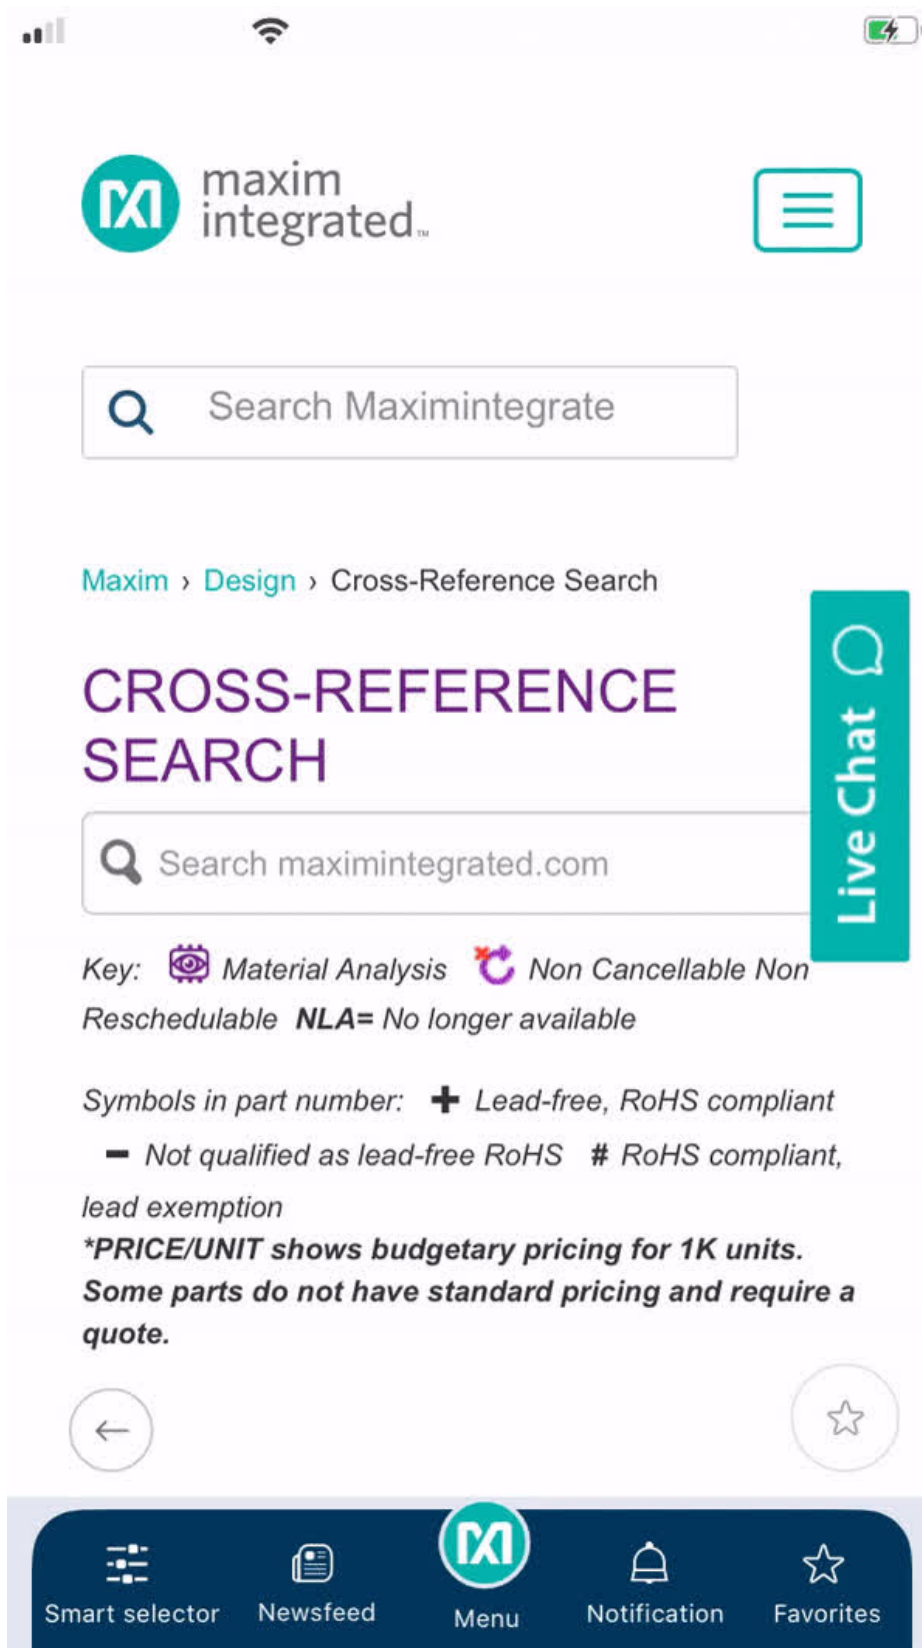 maxim
integrated™
Search Maximintegrate
Maxim › Design › Cross-Reference Search
CROSS-REFERENCE
SEARCH
Live Chat
Search maximintegrated.com
Key: Material Analysis Non Cancellable Non
Reschedulable NLA= No longer available
Symbols in part number: + Lead-free, RoHS compliant
- Not qualified as lead-free RoHS # RoHS compliant,
lead exemption
*PRICE/UNIT shows budgetary pricing for 1K units.
Some parts do not have standard pricing and require a
quote.
Smart selector Newsfeed Menu Notification Favorites